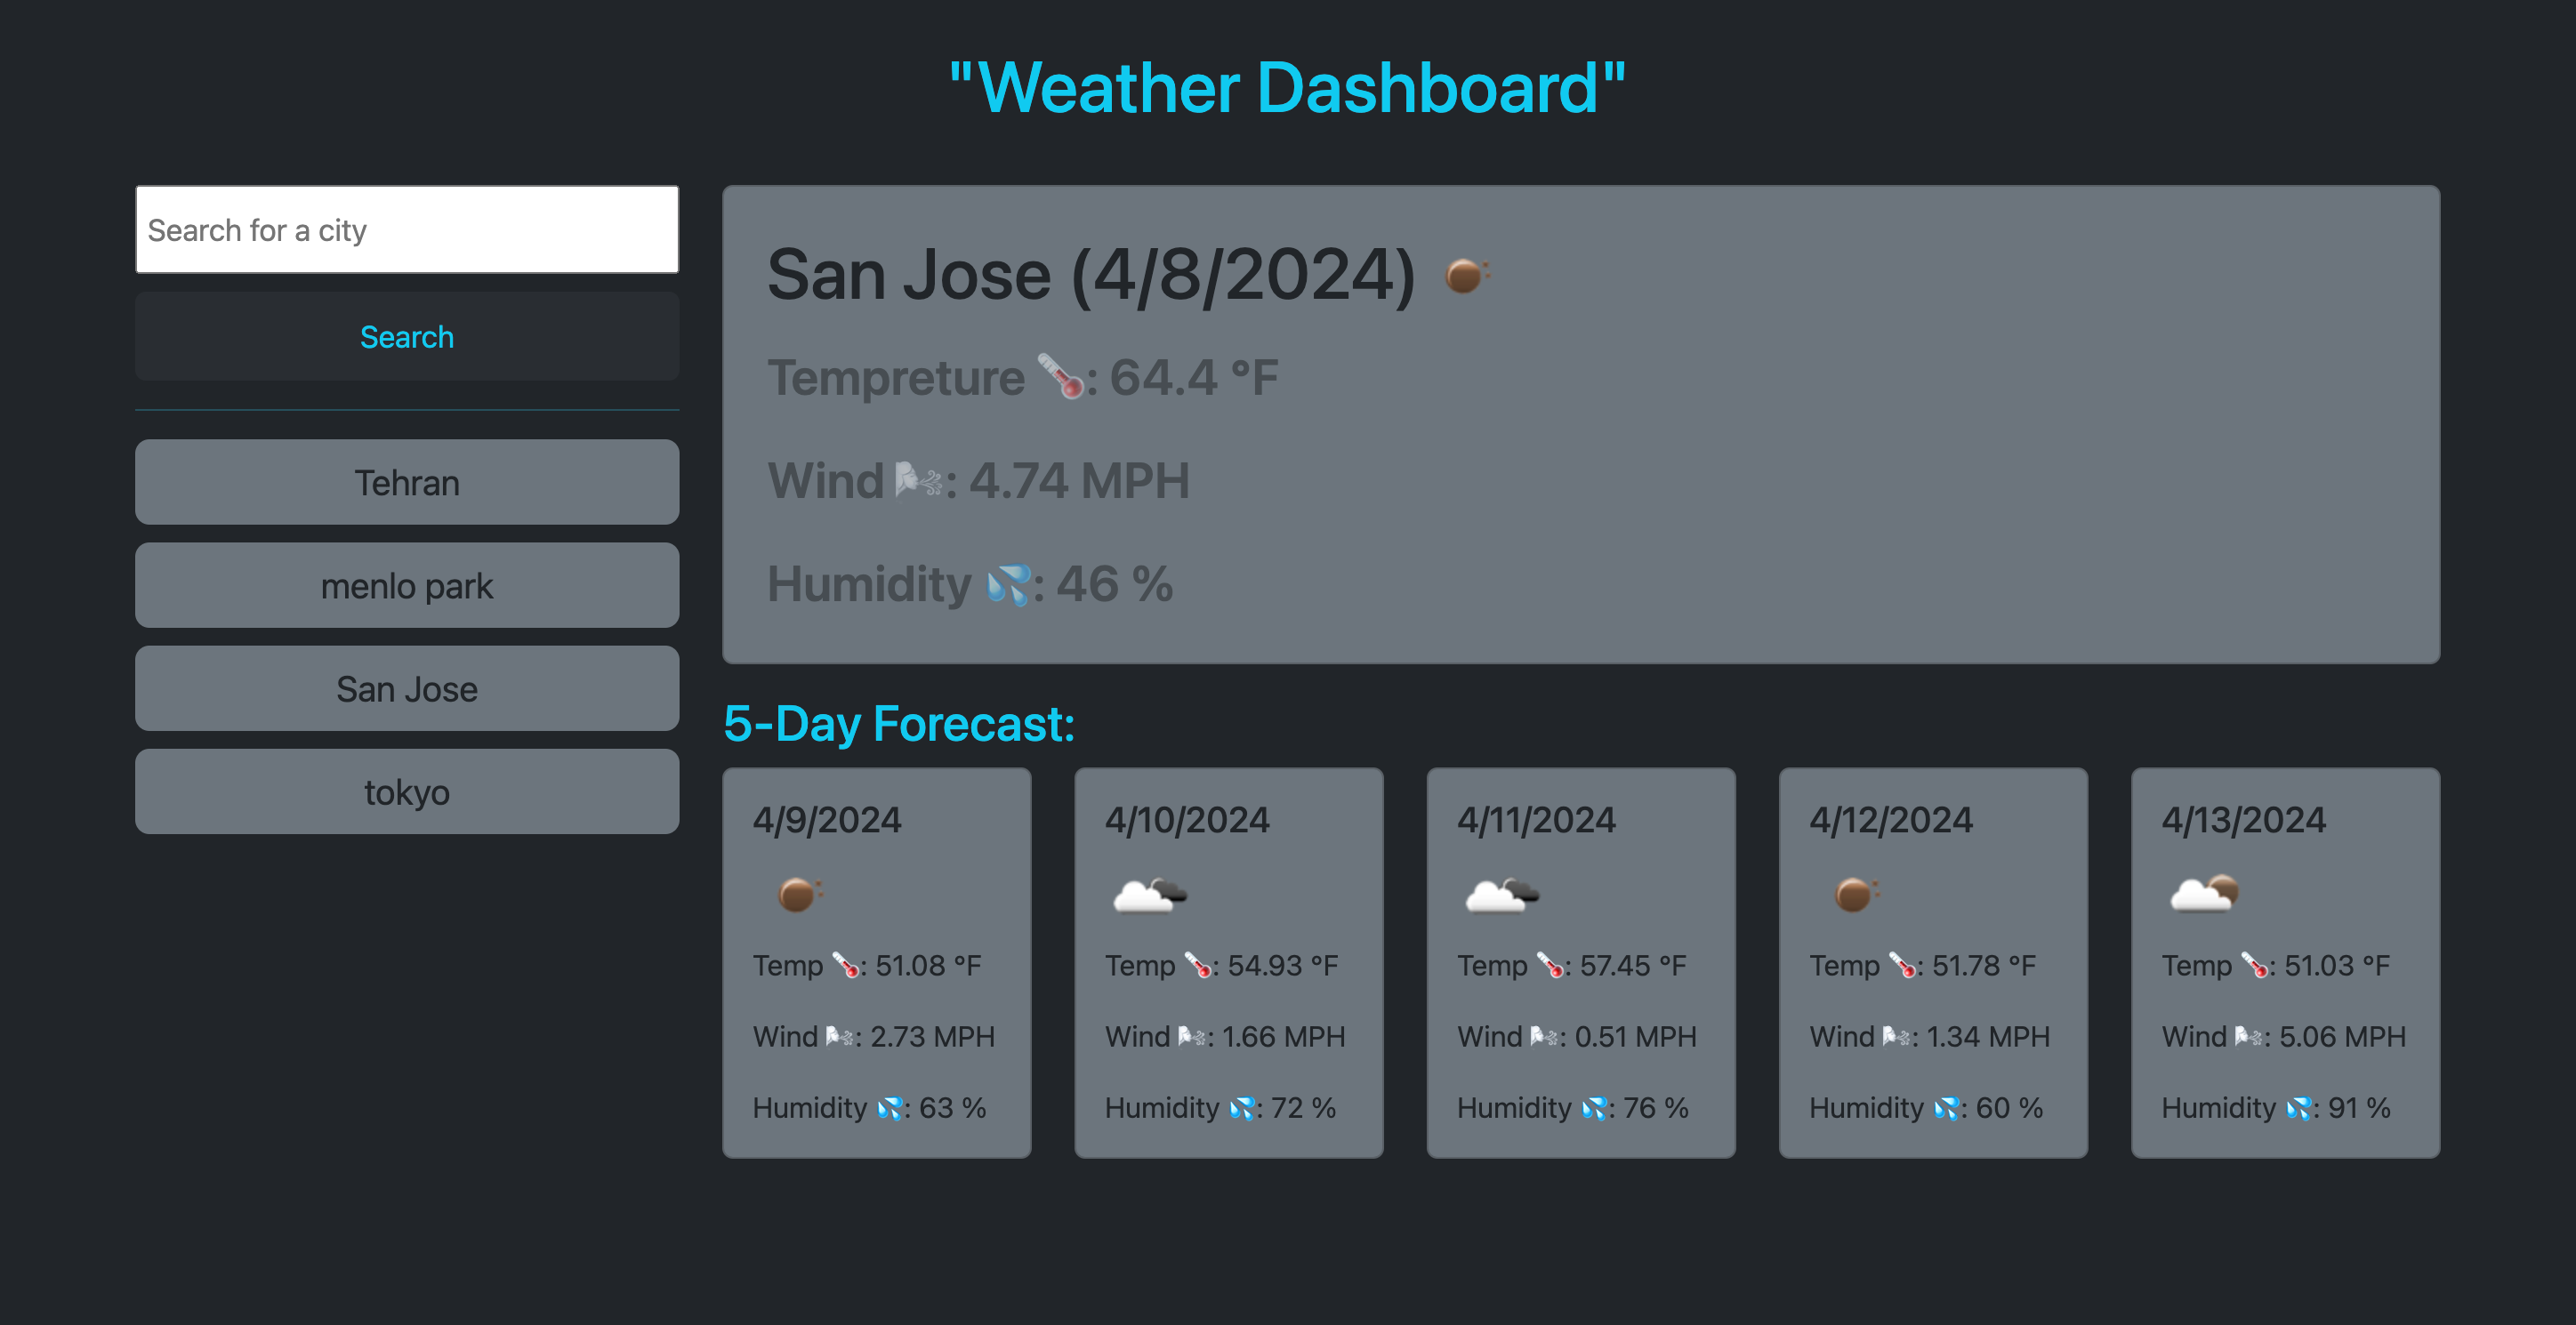 "Weather Dashboard"
Search for a city
Search
Tehran
menlo park
San Jose
tokyo
San Jose (4/8/2024)
Tempreture 🌡️: 64.4 °F
Wind 🌬️: 4.74 MPH
Humidity 💦: 46 %
5-Day Forecast:
4/9/2024
Temp 🌡️: 51.08 °F
Wind 🌬️: 2.73 MPH
Humidity 💦: 63 %
4/10/2024
Temp 🌡️: 54.93 °F
Wind 🌬️: 1.66 MPH
Humidity 💦: 72 %
4/11/2024
Temp 🌡️: 57.45 °F
Wind 🌬️: 0.51 MPH
Humidity 💦: 76 %
4/12/2024
Temp 🌡️: 51.78 °F
Wind 🌬️: 1.34 MPH
Humidity 💦: 60 %
4/13/2024
Temp 🌡️: 51.03 °F
Wind 🌬️: 5.06 MPH
Humidity 💦: 91 %